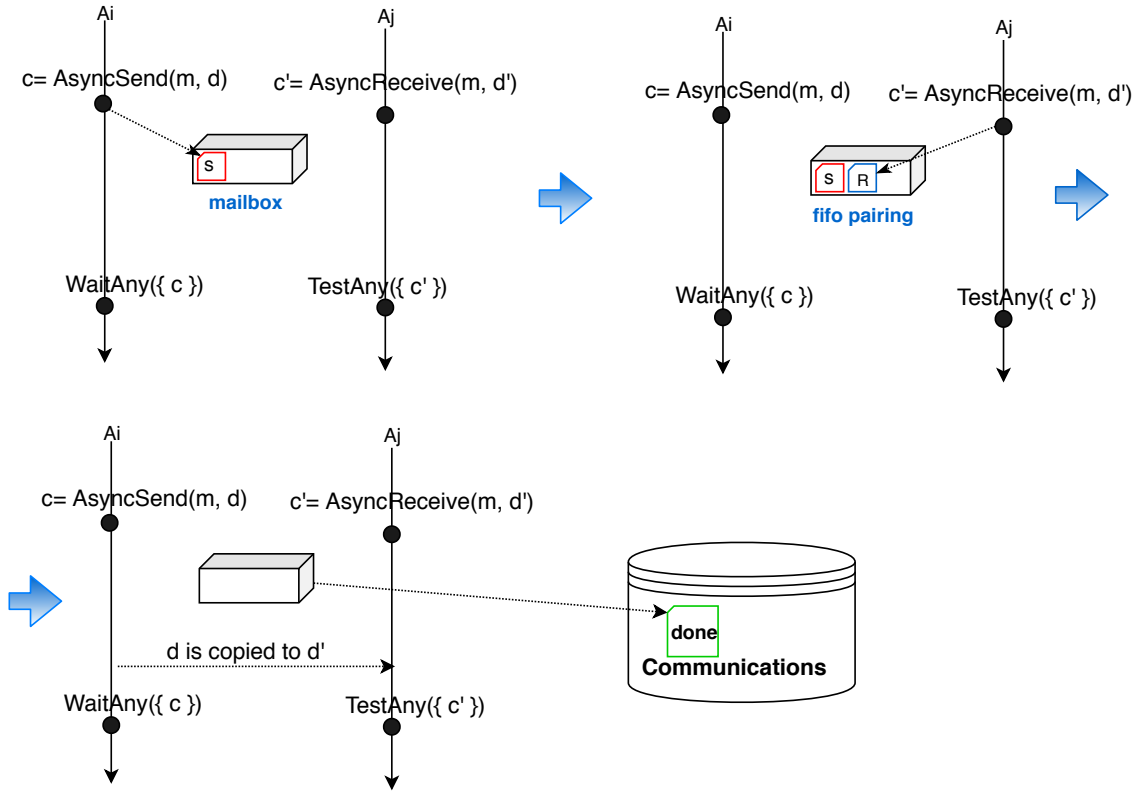 Ai
Aj
c= AsyncSend(m, d)
c'= AsyncReceive(m, d')
S
mailbox
WaitAny({ c })
TestAny({ c' })
Ai
Aj
c= AsyncSend(m, d)
c'= AsyncReceive(m, d')
S
R
fifo pairing
WaitAny({ c })
TestAny({ c' })
Ai
Aj
c= AsyncSend(m, d)
c'= AsyncReceive(m, d')
done
Communications
d is copied to d'
WaitAny({ c })
TestAny({ c' })